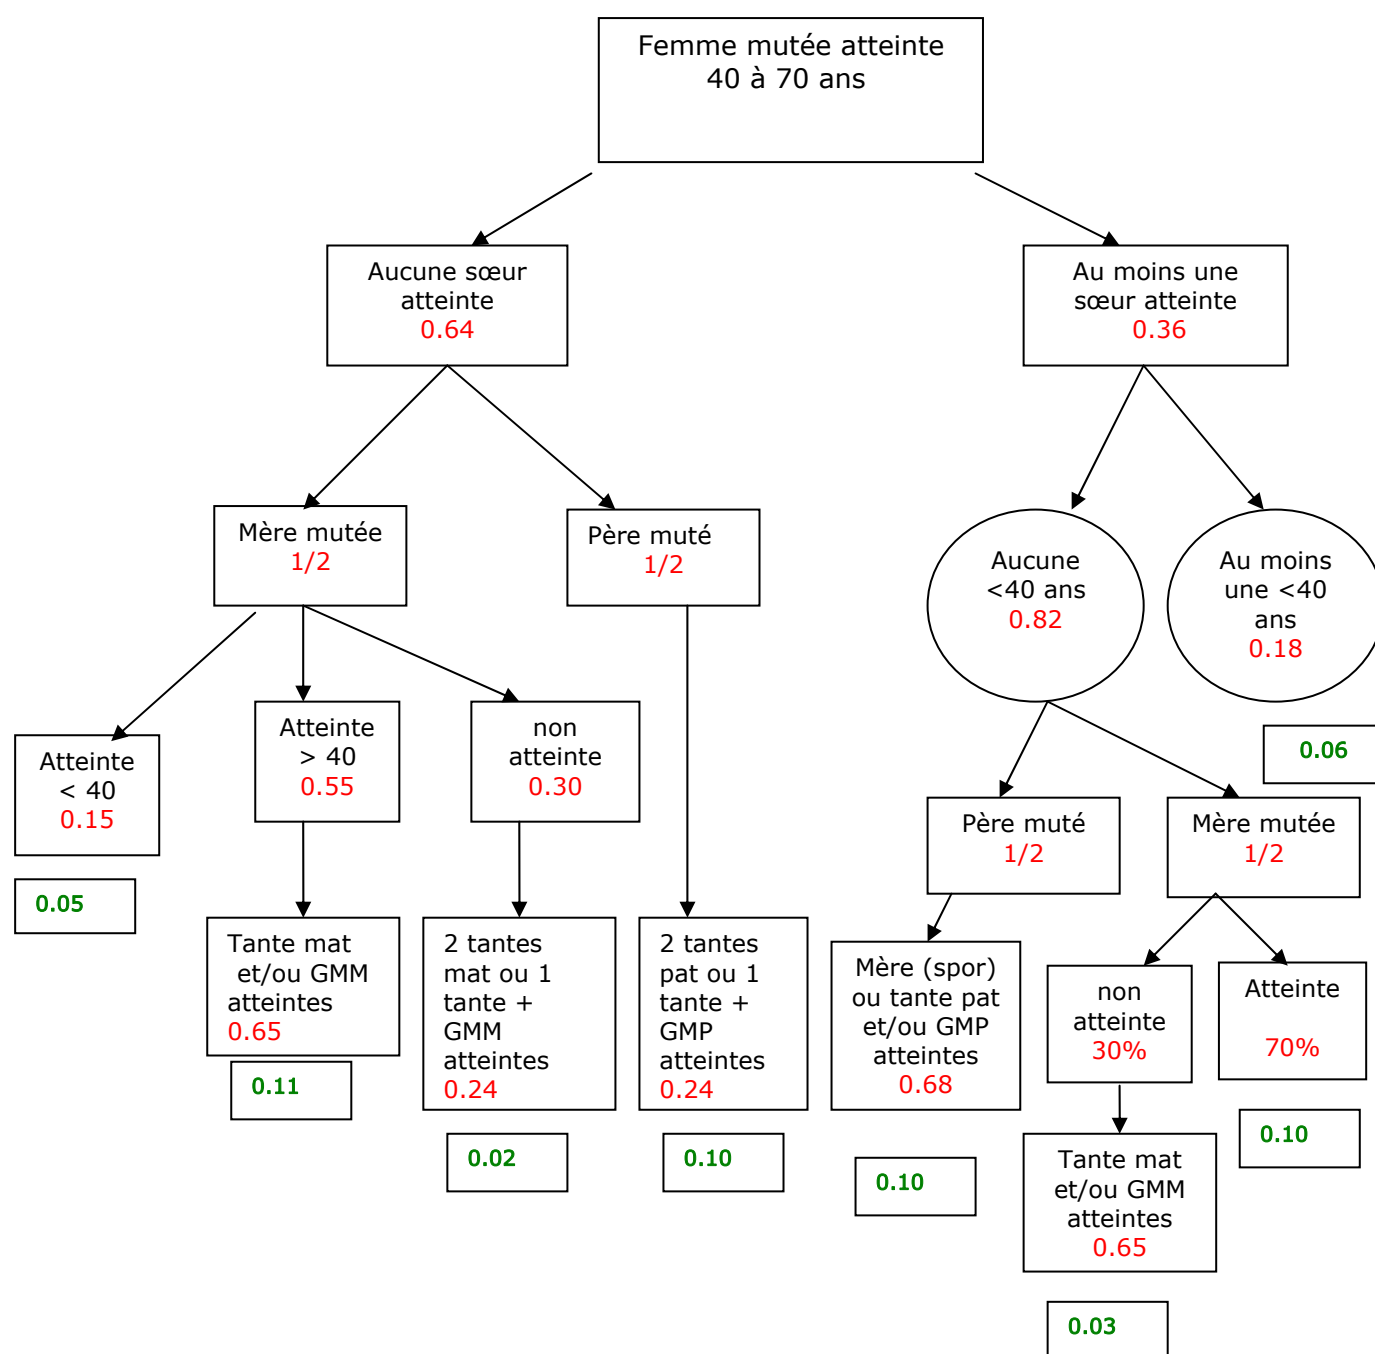 Femme mutée atteinte
40 à 70 ans
Aucune sœur
atteinte
0.64
Au moins une
sœur atteinte
0.36
Mère mutée
1/2
Père muté
1/2
Aucune
<40 ans
0.82
Au moins
une <40
ans
0.18
Atteinte
< 40
0.15
Atteinte
> 40
0.55
non
atteinte
0.30
0.06
Père muté
1/2
Mère mutée
1/2
0.05
Tante mat
et/ou GMM
atteintes
0.65
2 tantes
mat ou 1
tante +
GMM
atteintes
0.24
2 tantes
pat ou 1
tante +
GMP
atteintes
0.24
Mère (spor)
ou tante pat
et/ou GMP
atteintes
0.68
non
atteinte
30%
Atteinte
70%
0.11
0.02
0.10
0.10
0.10
Tante mat
et/ou GMM
atteintes
0.65
0.03